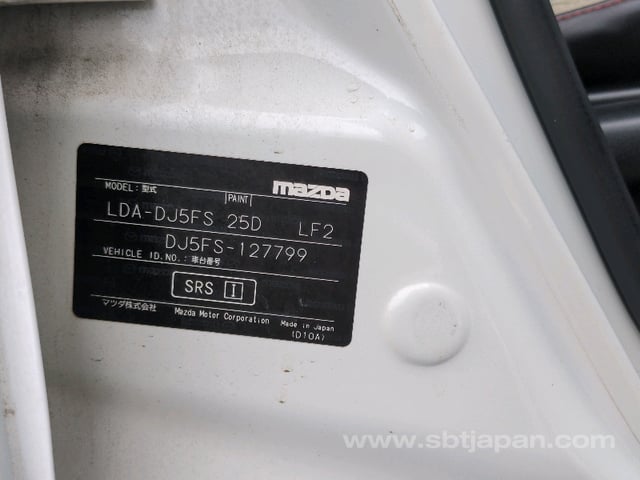 mazda
MODEL: 型式 PAINT
LDA-DJ5FS 25D LF2
DJ5FS-127799
VEHICLE ID.NO.: 車台番号
SRS I
マツダ株式会社 Mazda Motor Corporation Made in Japan
(D10A)
www.sbtjapan.com